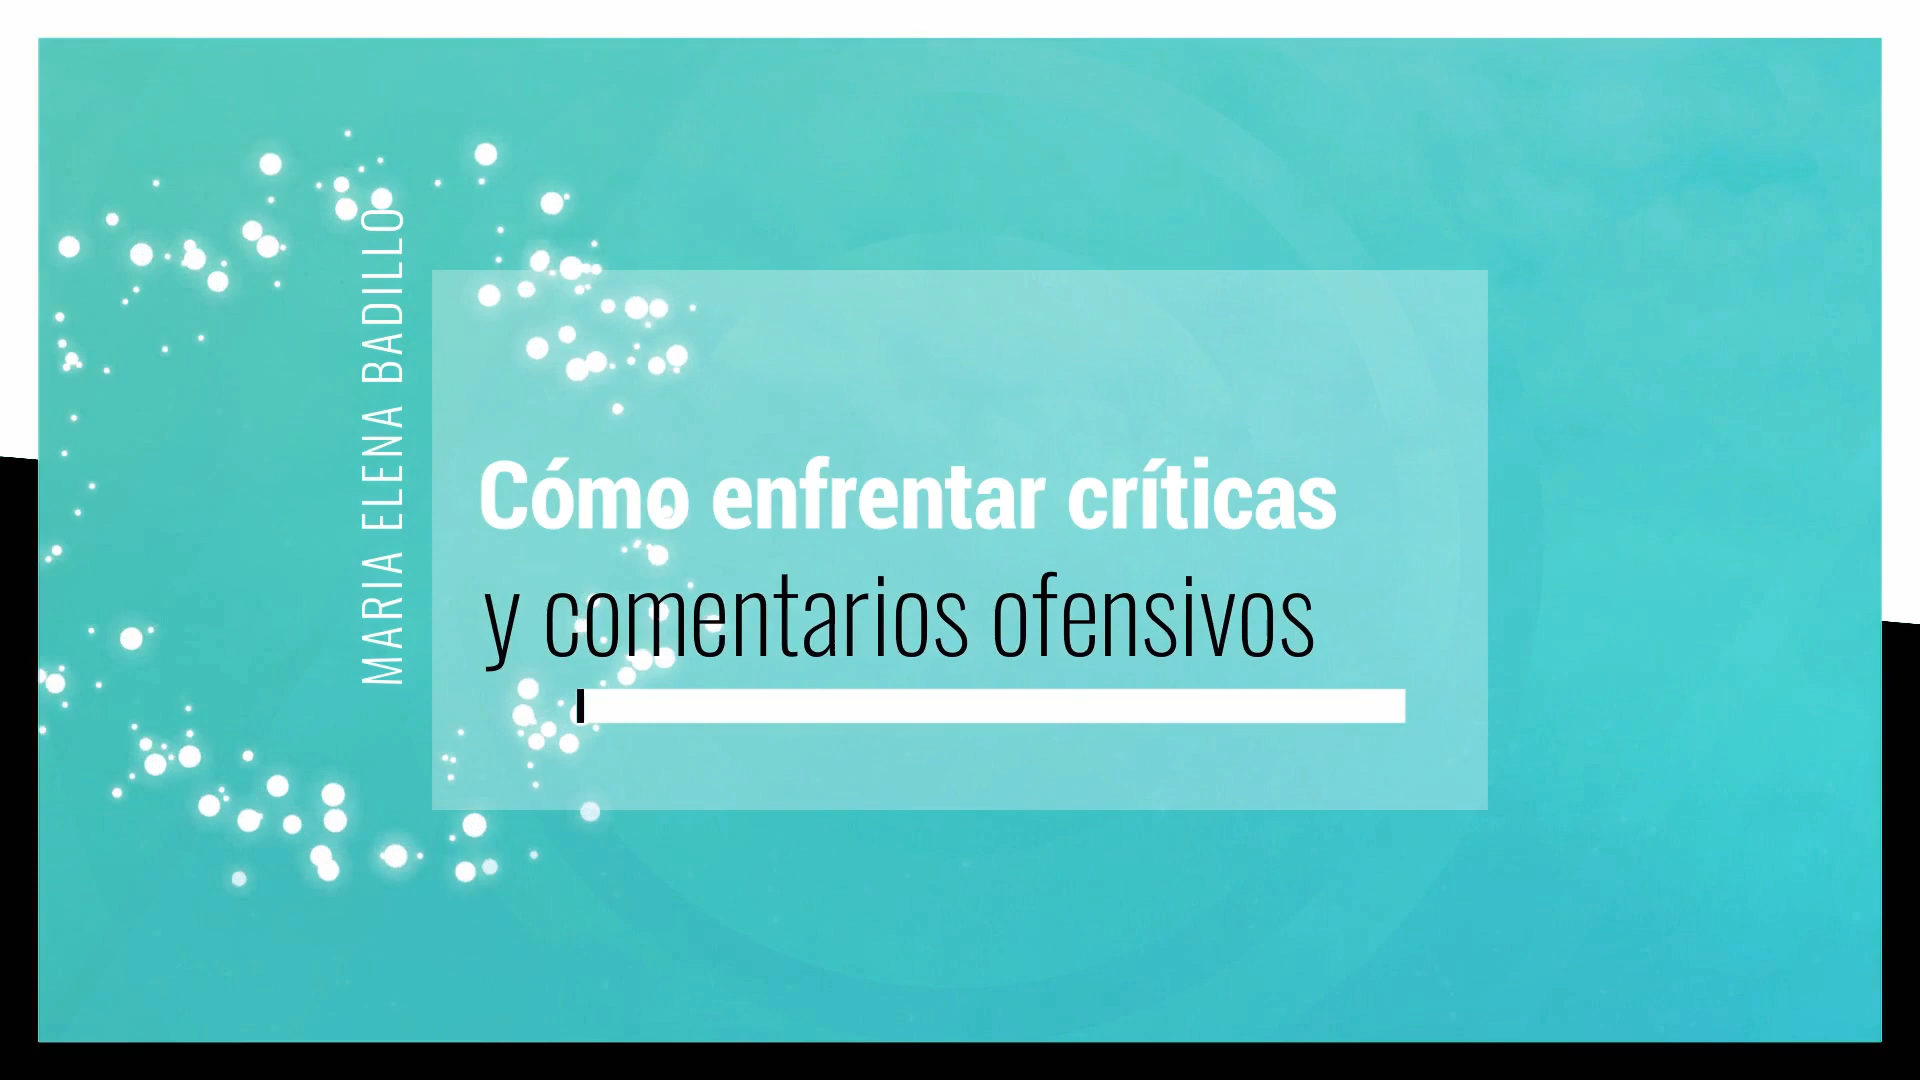 MARIA ELENA BADILLO
Cómo enfrentar críticas
y comentarios ofensivos